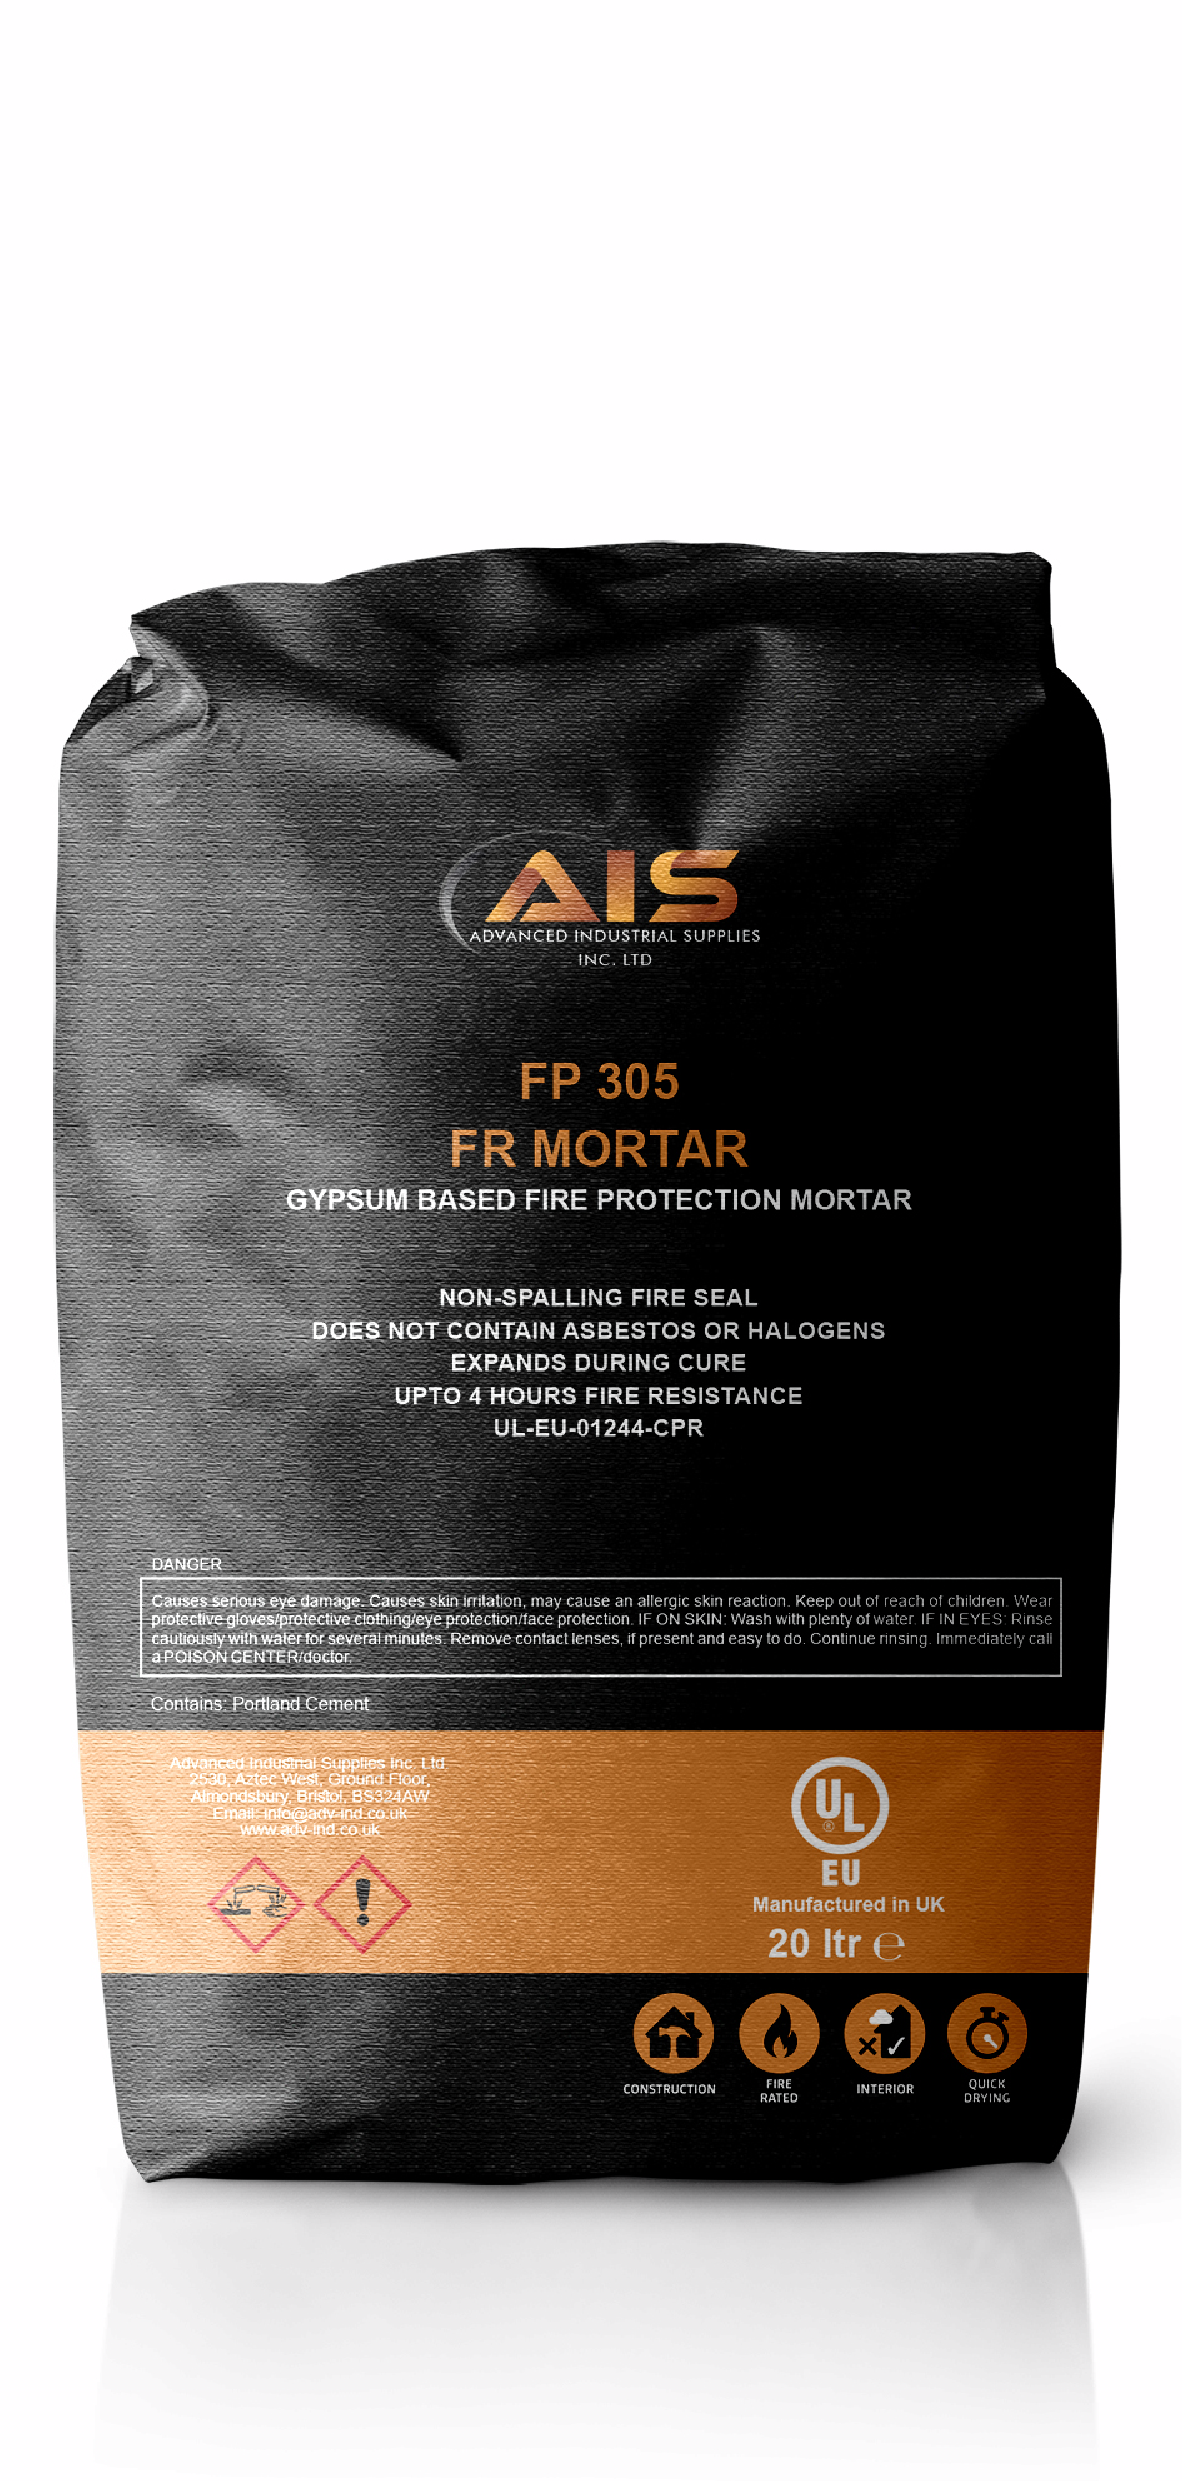 AIS
ADVANCED INDUSTRIAL SUPPLIES
INC. LTD
FP 305
FR MORTAR
GYPSUM BASED FIRE PROTECTION MORTAR
NON-SPALLING FIRE SEAL
DOES NOT CONTAIN ASBESTOS OR HALOGENS
EXPANDS DURING CURE
UPTO 4 HOURS FIRE RESISTANCE
UL-EU-01244-CPR
DANGER
Causes serious eye damage. Causes skin irritation, may cause an allergic skin reaction. Keep out of reach of children. Wear
protective gloves/protective clothing/eye protection/face protection. IF ON SKIN: Wash with plenty of water. IF IN EYES: Rinse
cautiously with water for several minutes. Remove contact lenses, if present and easy to do. Continue rinsing. Immediately call
a POISON CENTER/doctor.
Contains: Portland Cement
Advanced Industrial Supplies Inc. Ltd.
2530, Aztec West, Ground Floor,
Almondsbury, Bristol, BS324AW
Email: info@adv-ind.co.uk
www.adv-ind.co.uk
UL
®
EU
Manufactured in UK
20 ltr ℮
CONSTRUCTION
FIRE
RATED
INTERIOR
QUICK
DRYING